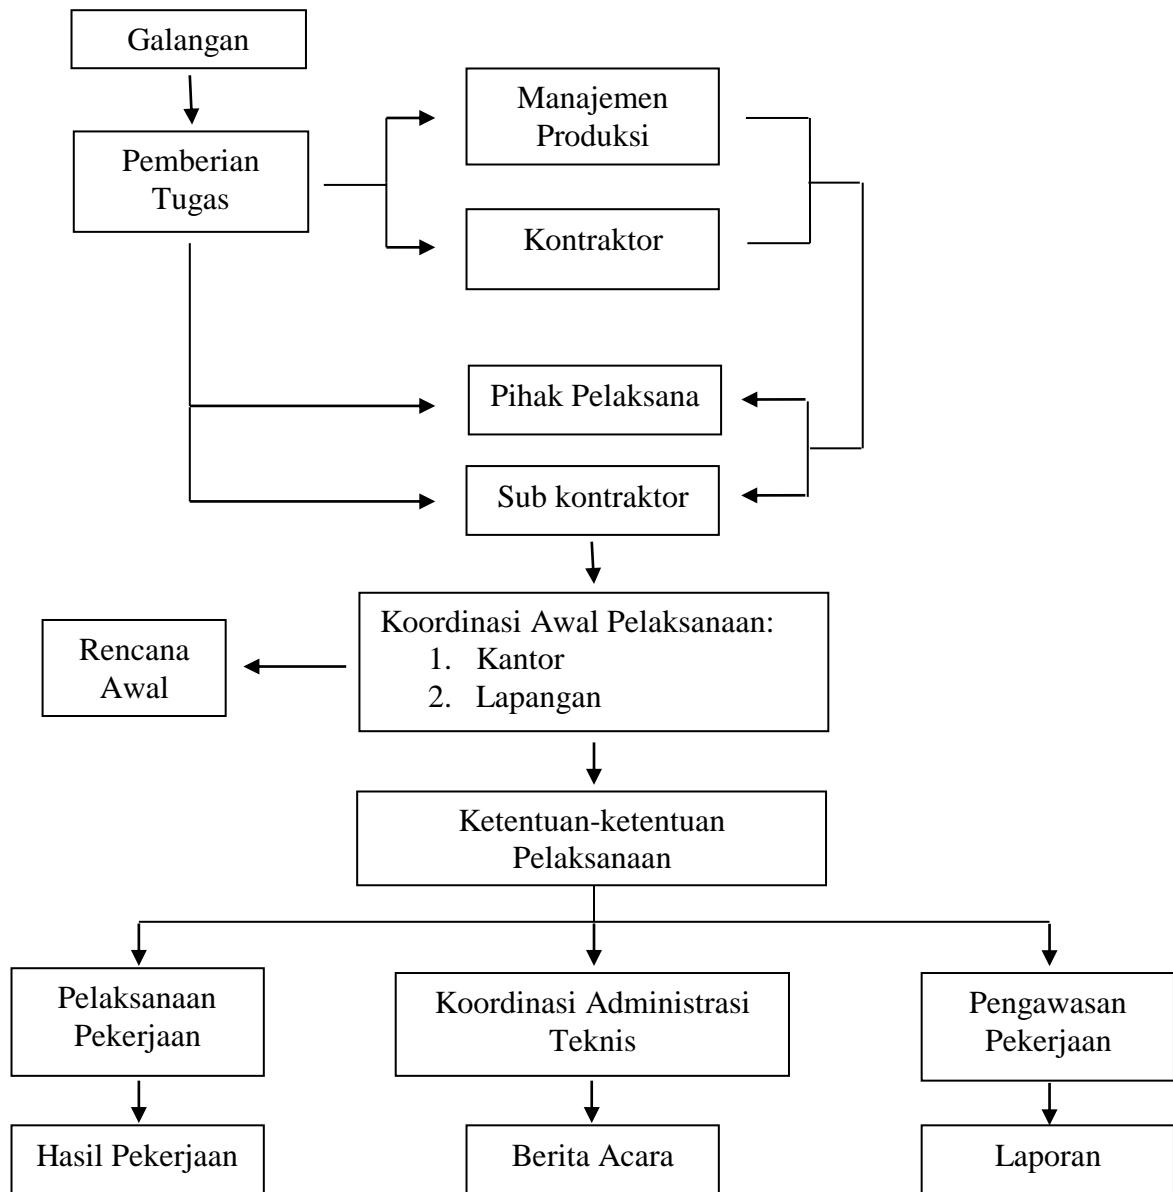 Galangan
Manajemen
Produksi
Pemberian
Tugas
Kontraktor
Pihak Pelaksana
Sub kontraktor
Koordinasi Awal Pelaksanaan:
1. Kantor
2. Lapangan
Rencana
Awal
Ketentuan-ketentuan
Pelaksanaan
Pelaksanaan
Pekerjaan
Koordinasi Administrasi
Teknis
Pengawasan
Pekerjaan
Hasil Pekerjaan
Berita Acara
Laporan